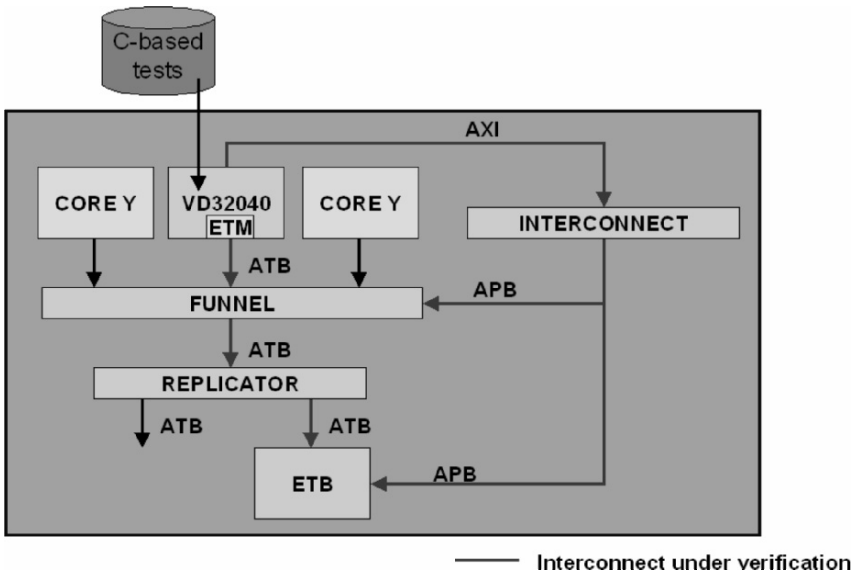 C-based
tests
AXI
CORE Y
VD32040
ETM
CORE Y
INTERCONNECT
ATB
APB
FUNNEL
ATB
REPLICATOR
ATB
ATB
APB
ETB
Interconnect under verification